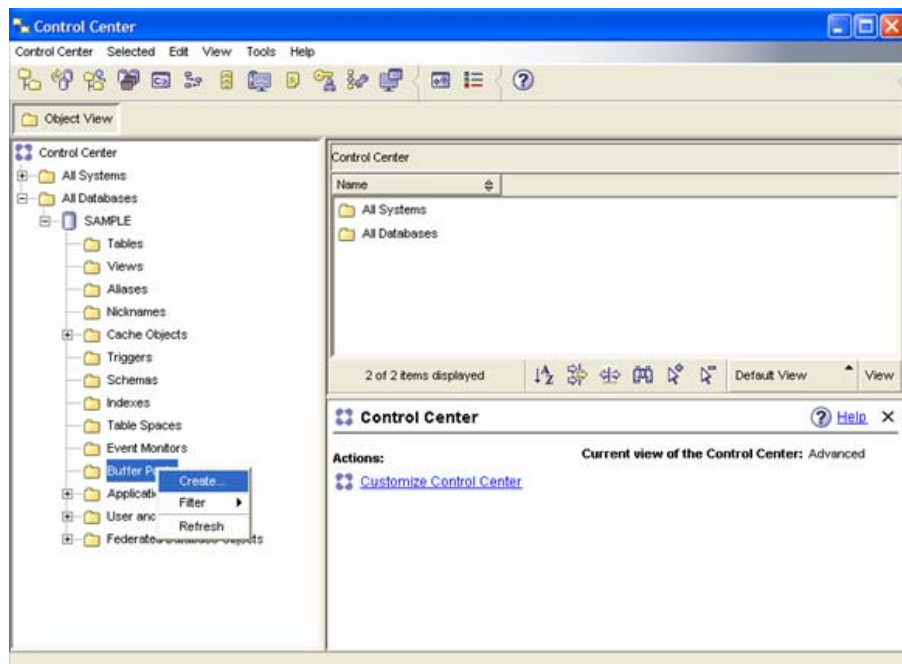 Control Center
Control Center Selected Edit View Tools Help
Object View
Control Center
All Systems
All Databases
SAMPLE
Tables
Views
Aliases
Nicknames
Cache Objects
Triggers
Schemas
Indexes
Table Spaces
Event Monitors
Buffer
Create...
Filter
Refresh
User and
Control Center
Name
All Systems
All Databases
2 of 2 items displayed
Default View
View
Control Center
Help
Actions:
Current view of the Control Center: Advanced
Customize Control Center